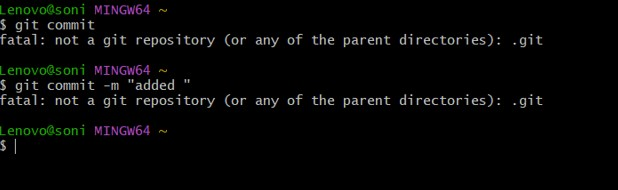 Lenovo@soni MINGW64 ~
$ git commit
fatal: not a git repository (or any of the parent directories): .git
Lenovo@soni MINGW64 ~
$ git commit -m "added "
fatal: not a git repository (or any of the parent directories): .git
Lenovo@soni MINGW64 ~
$